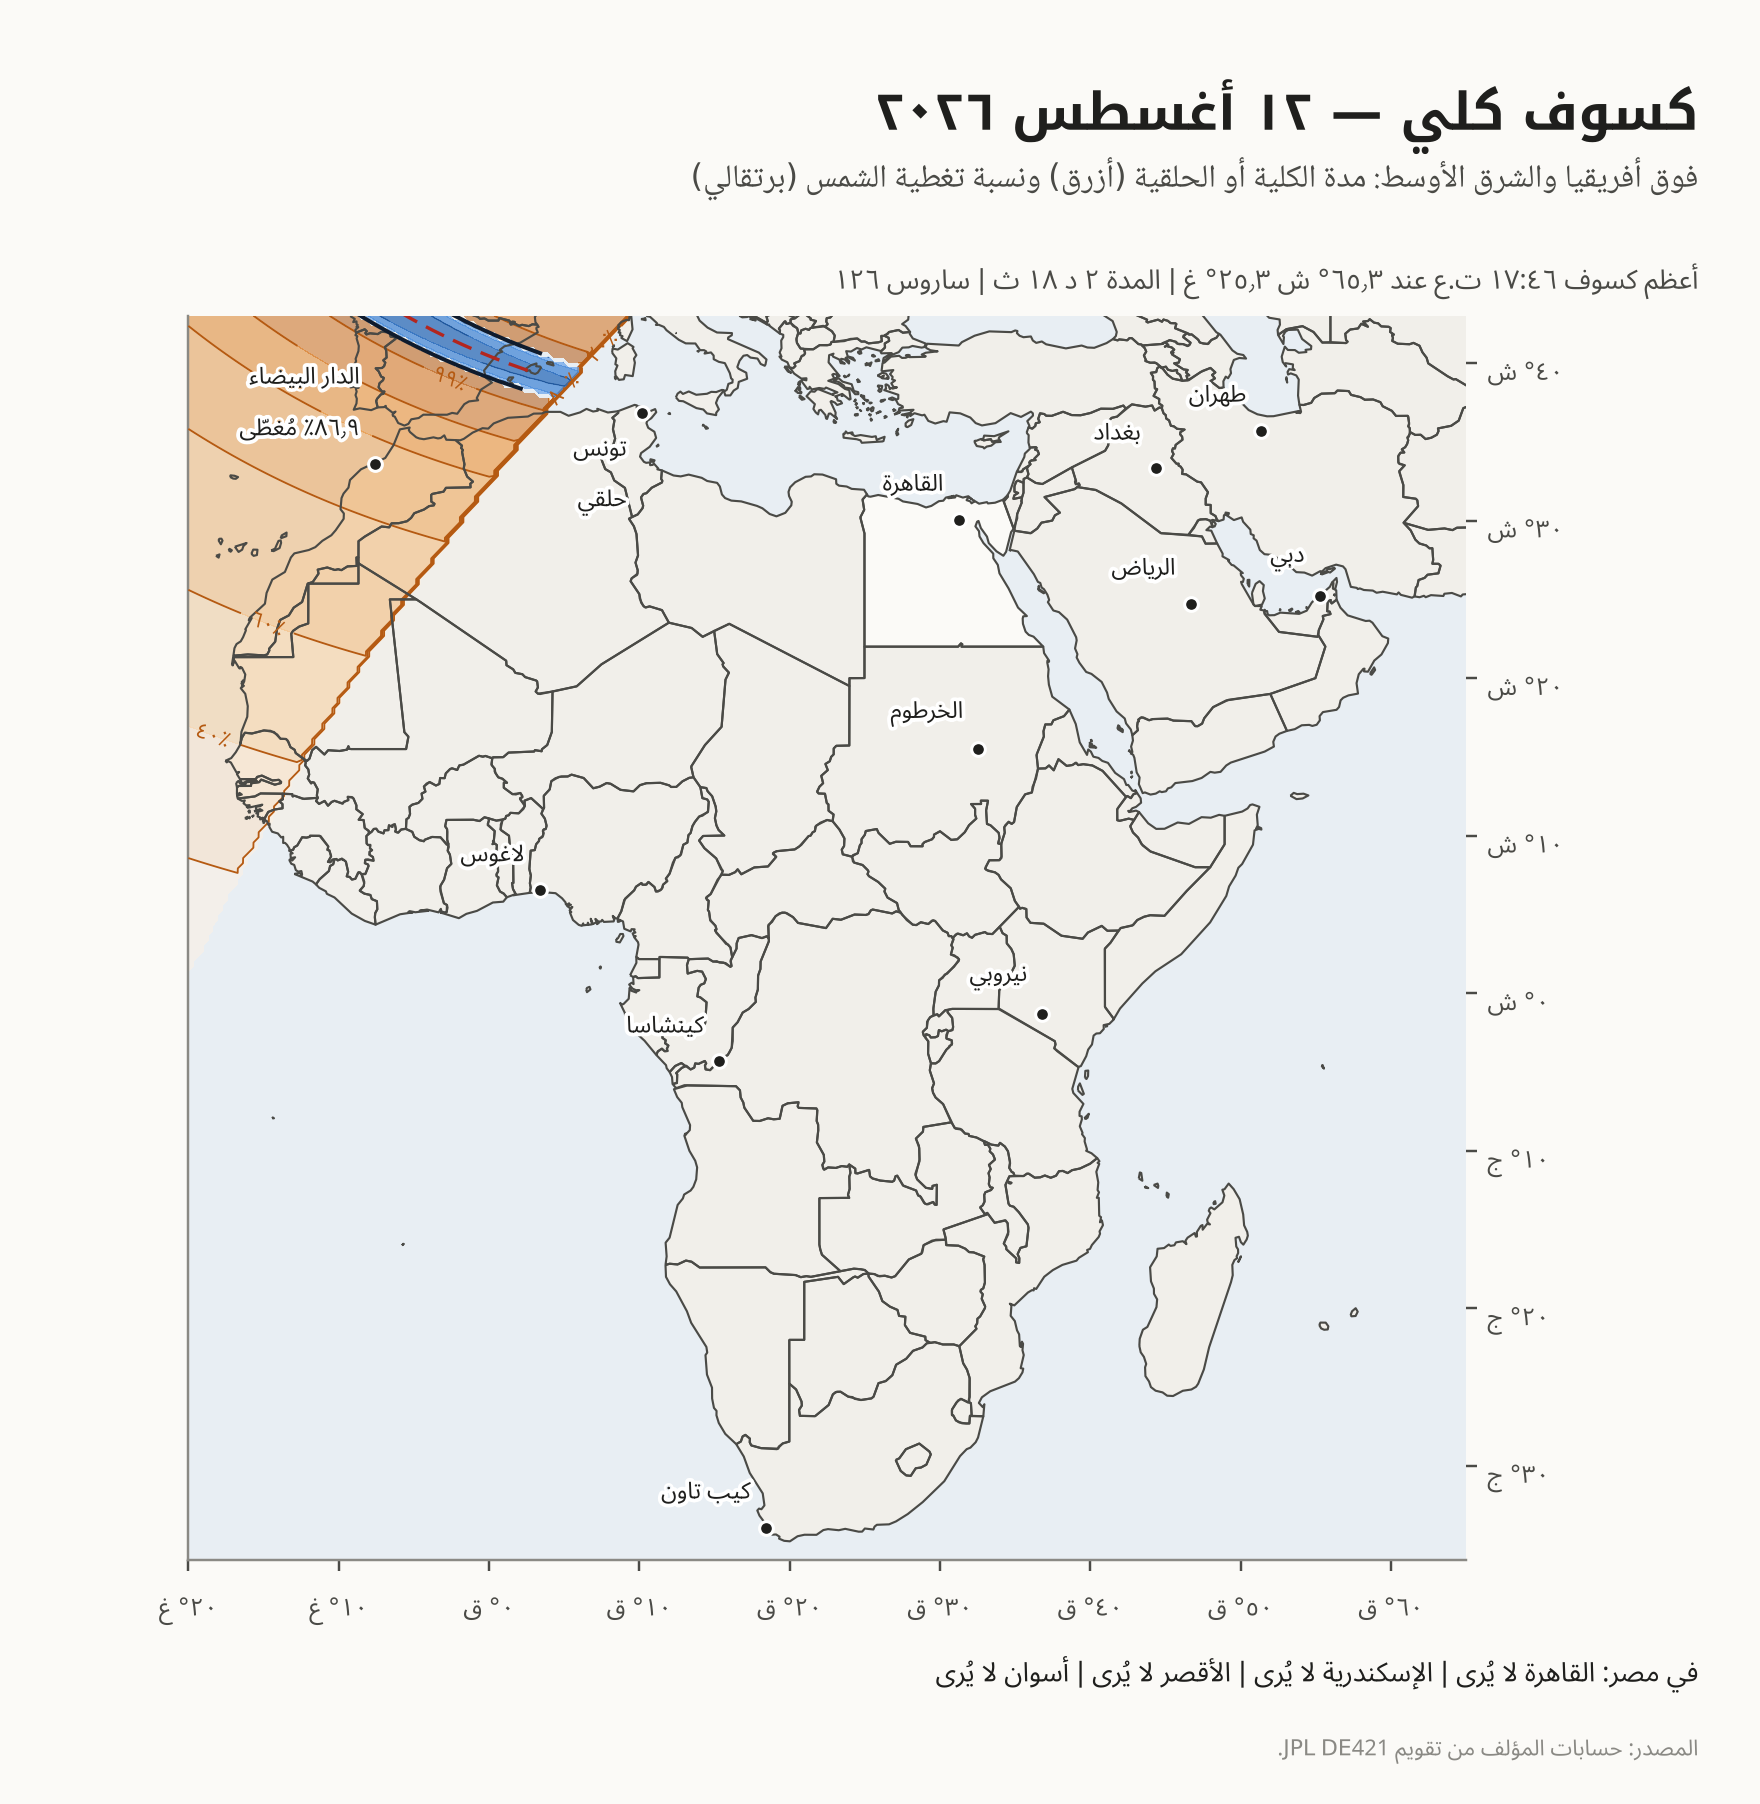 كسوف كلي — ١٢ أغسطس ٢٠٢٦
فوق أفريقيا والشرق الأوسط: مدة الكلية أو الحلقية (أزرق) ونسبة تغطية الشمس (برتقالي)
أعظم كسوف ١٧:٤٦ ت.ع عند ٦٥٫٣° ش ٢٥٫٣° غ | المدة ٢ د ١٨ ث | ساروس ١٢٦
الدار البيضاء
٨٦٫٩٪ مُغطّى
٩٩٪
٦٠٪
٤٠٪
تونس
حلقي
القاهرة
بغداد
طهران
الرياض
دبي
الخرطوم
لاغوس
نيروبي
كينشاسا
كيب تاون
٤٠° ش
٣٠° ش
٢٠° ش
١٠° ش
٠° ش
١٠° ج
٢٠° ج
٣٠° ج
٢٠° غ
١٠° غ
٠° ق
١٠° ق
٢٠° ق
٣٠° ق
٤٠° ق
٥٠° ق
٦٠° ق
في مصر: القاهرة لا يُرى | الإسكندرية لا يُرى | الأقصر لا يُرى | أسوان لا يُرى
المصدر: حسابات المؤلف من تقويم JPL DE421.